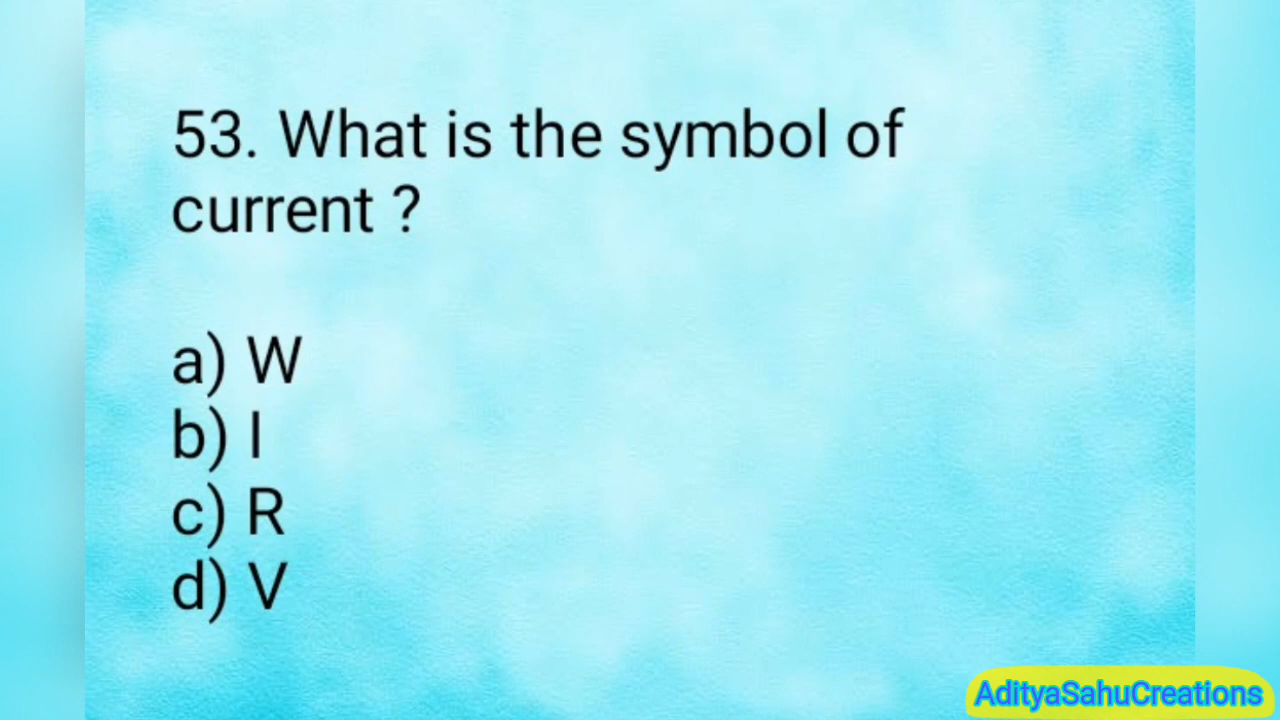 53. What is the symbol of
current ?
a) W
b) I
c) R
d) V
AdityaSahuCreations